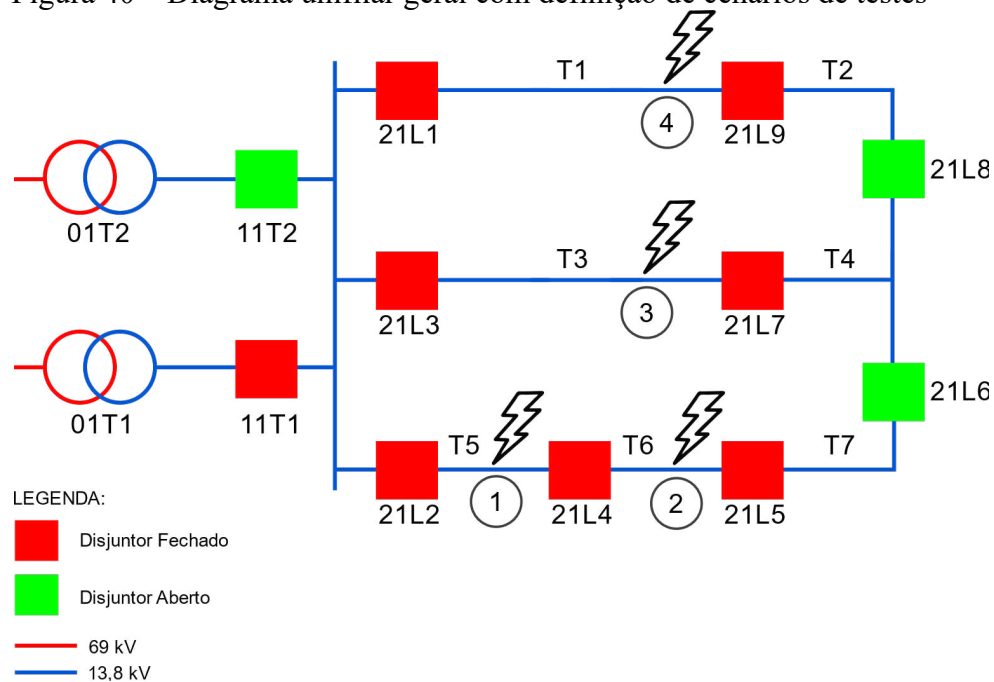 Figura 40 – Diagrama unifilar geral com definição de cenários de testes
T1
T2
4
21L1
21L9
21L8
01T2
11T2
T3
T4
3
21L3
21L7
21L6
01T1
11T1
T5
T6
T7
1
2
21L2
21L4
21L5
LEGENDA:
Disjuntor Fechado
Disjuntor Aberto
69 kV
13,8 kV